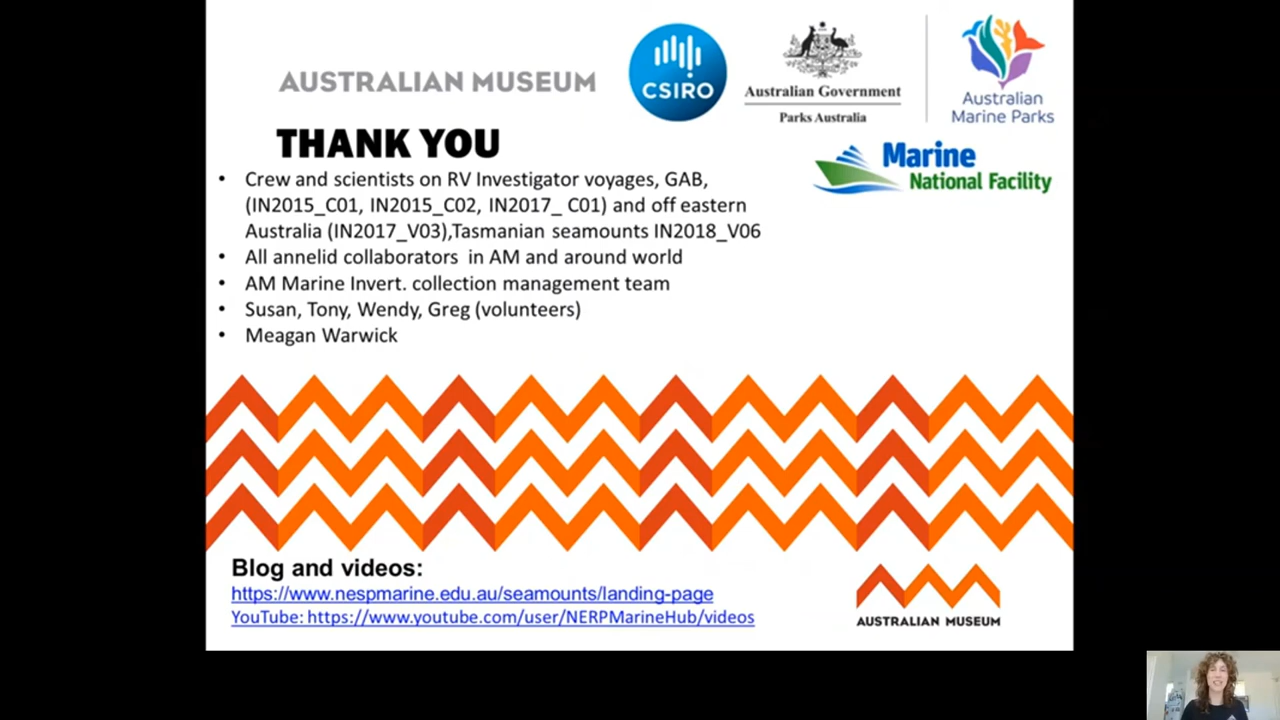 AUSTRALIAN MUSEUM
CSIRO
Australian Government
Parks Australia
Australian
Marine Parks
Marine
National Facility
THANK YOU
• Crew and scientists on RV Investigator voyages, GAB,
(IN2015_C01, IN2015_C02, IN2017_ C01) and off eastern
Australia (IN2017_V03),Tasmanian seamounts IN2018_V06
• All annelid collaborators in AM and around world
• AM Marine Invert. collection management team
• Susan, Tony, Wendy, Greg (volunteers)
• Meagan Warwick
Blog and videos:
https://www.nespmarine.edu.au/seamounts/landing-page
YouTube: https://www.youtube.com/user/NERPMarineHub/videos
AUSTRALIAN MUSEUM